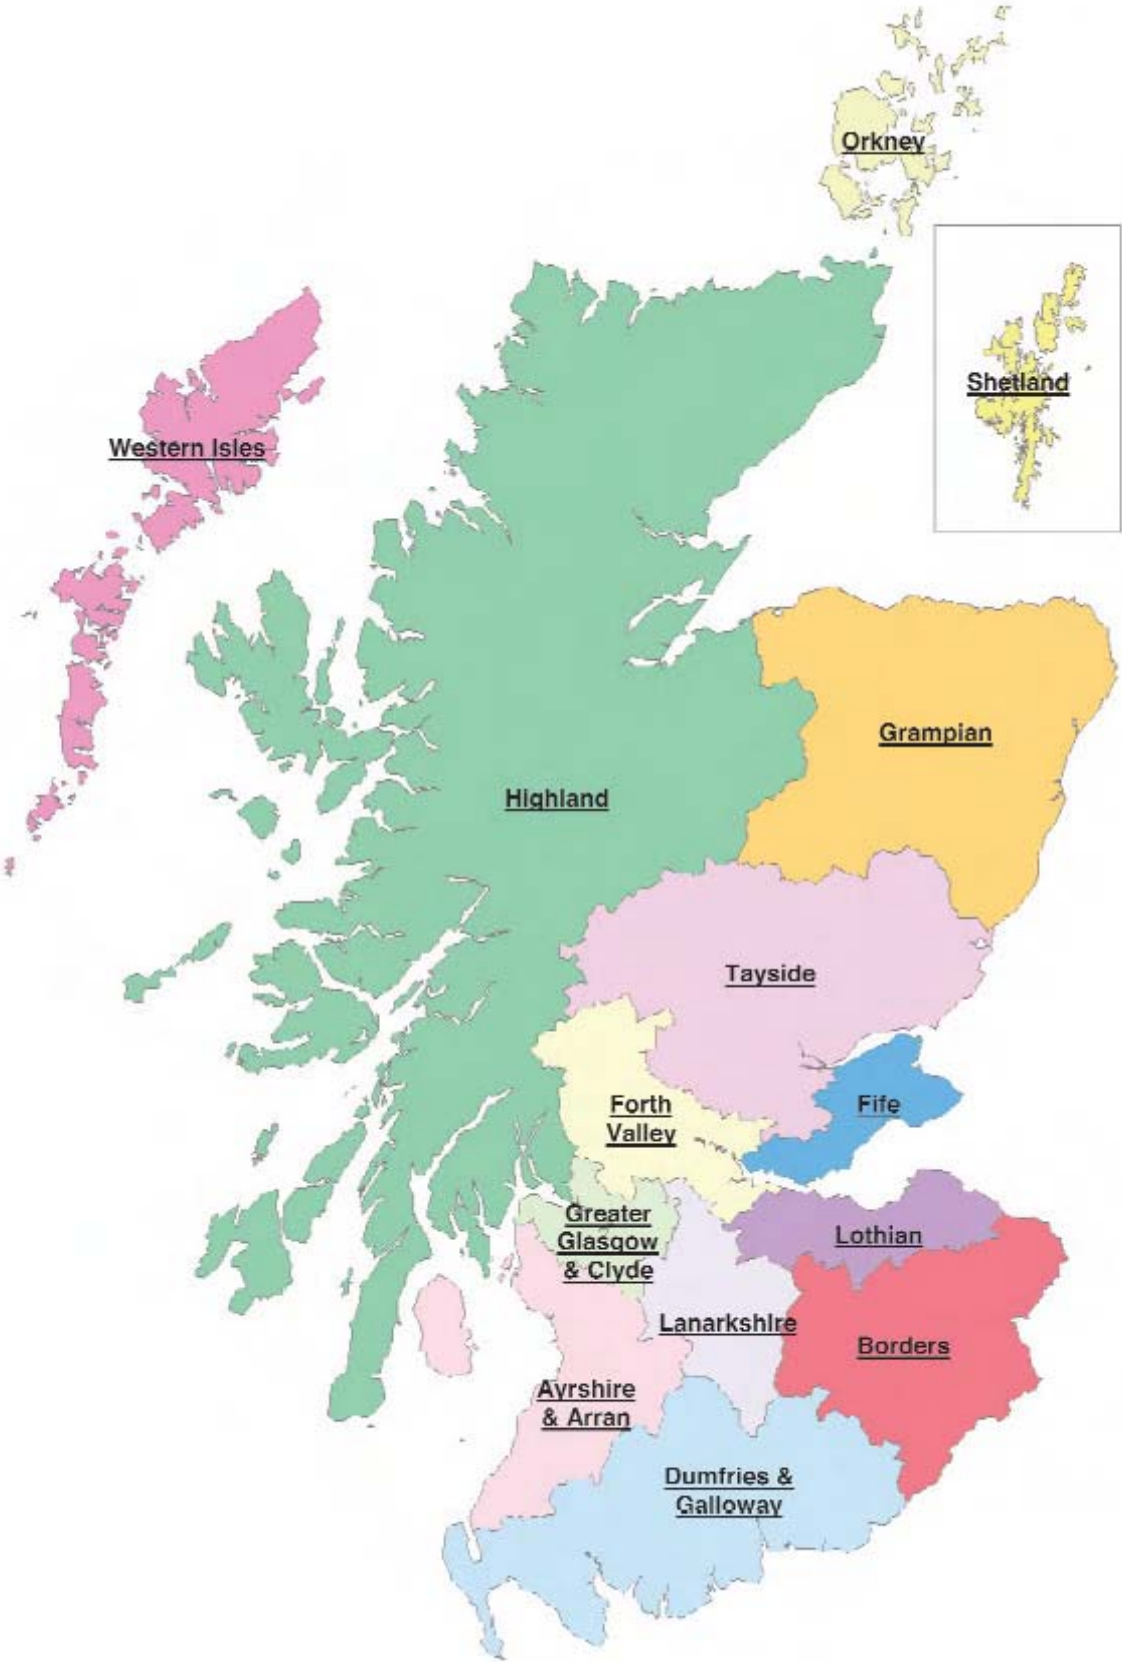 Orkney
Shetland
Western Isles
Grampian
Highland
Tayside
Forth
Valley
Fife
Greater
Glasgow
& Clyde
Lothian
Lanarkshire
Borders
Ayrshire
& Arran
Dumfries &
Galloway